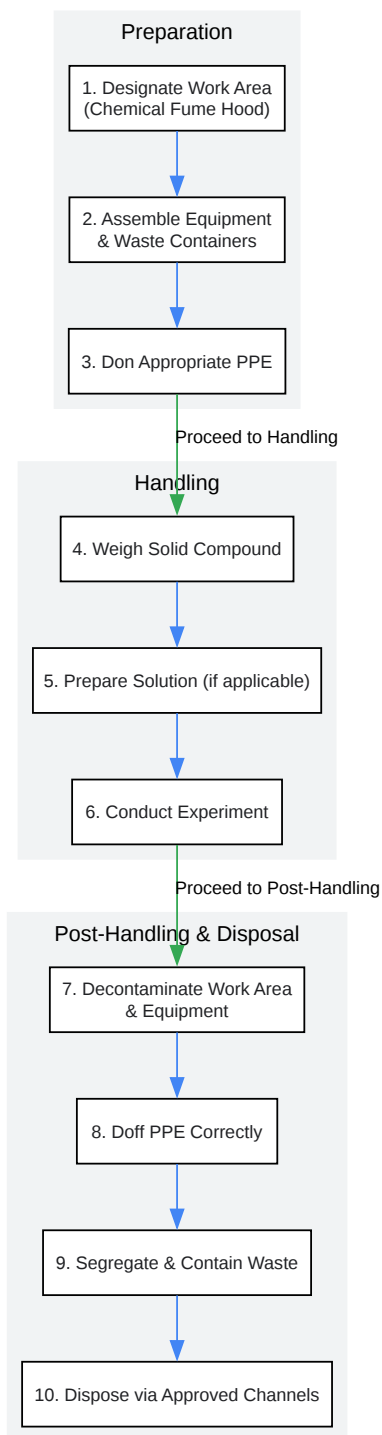 Preparation
1. Designate Work Area
(Chemical Fume Hood)
2. Assemble Equipment
& Waste Containers
3. Don Appropriate PPE
Proceed to Handling
Handling
4. Weigh Solid Compound
5. Prepare Solution (if applicable)
6. Conduct Experiment
Proceed to Post-Handling
Post-Handling & Disposal
7. Decontaminate Work Area
& Equipment
8. Doff PPE Correctly
9. Segregate & Contain Waste
10. Dispose via Approved Channels